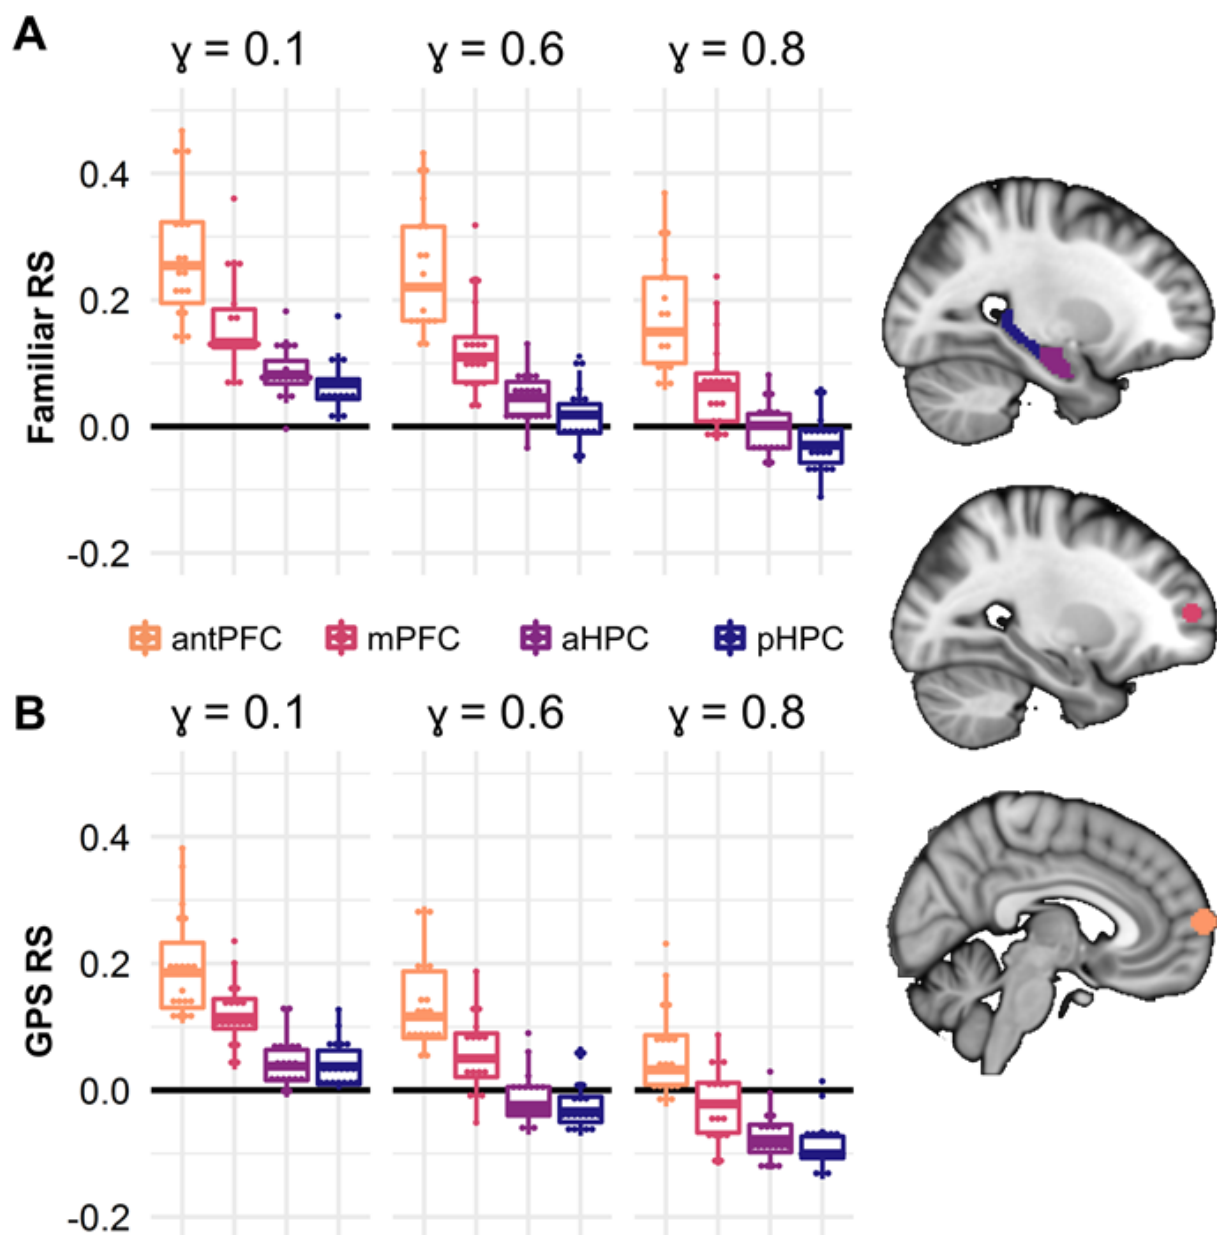 A
γ = 0.1 γ = 0.6 γ = 0.8
Familiar RS
0.4
0.2
0.0
-0.2
antPFC mPFC aHPC pHPC
B
γ = 0.1 γ = 0.6 γ = 0.8
GPS RS
0.4
0.2
0.0
-0.2